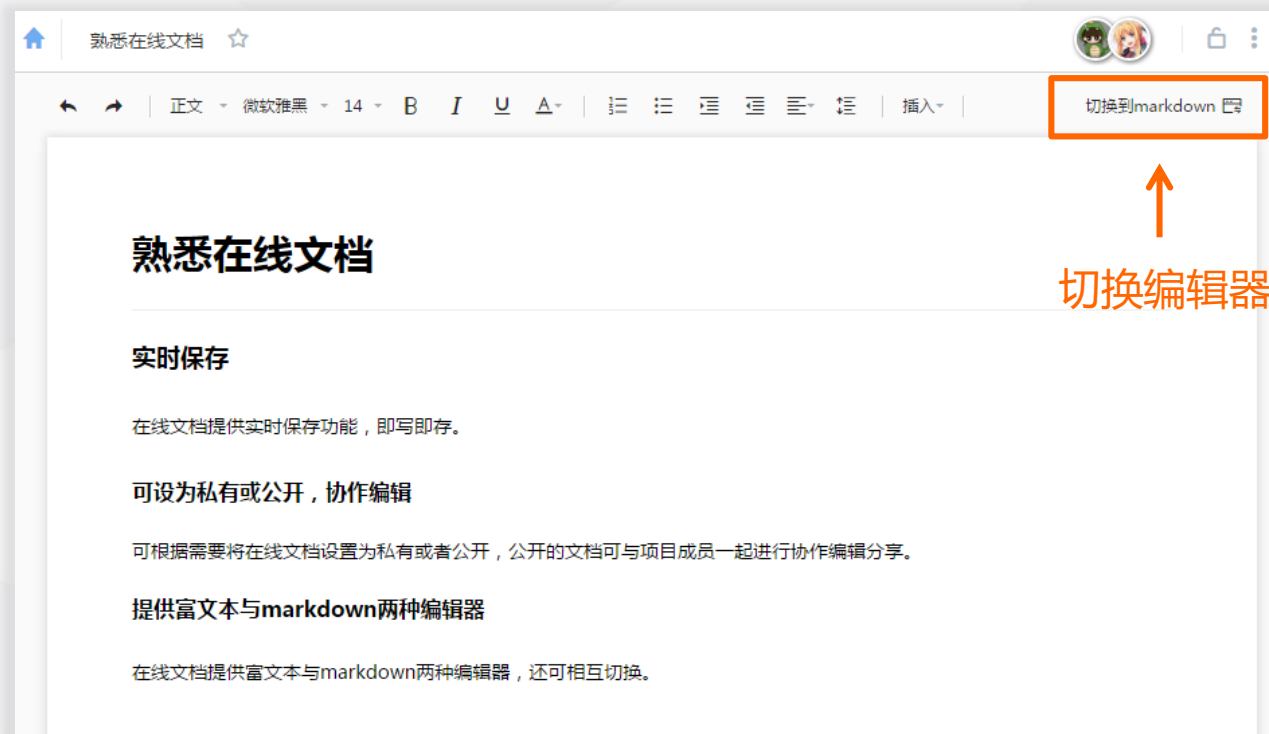 熟悉在线文档
正文 微软雅黑 14 B I U A 插入 切换到markdown
切换编辑器
熟悉在线文档
实时保存
在线文档提供实时保存功能，即写即存。
可设为私有或公开，协作编辑
可根据需要将在线文档设置为私有或者公开，公开的文档可与项目成员一起进行协作编辑分享。
提供富文本与markdown两种编辑器
在线文档提供富文本与markdown两种编辑器，还可相互切换。